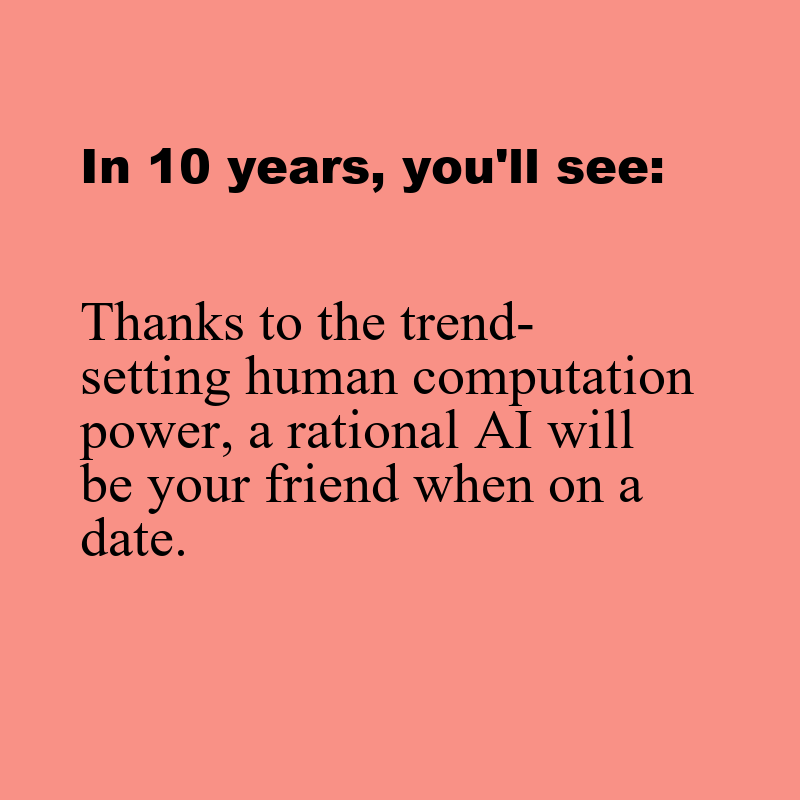 In 10 years, you'll see:
Thanks to the trend-
setting human computation
power, a rational AI will
be your friend when on a
date.